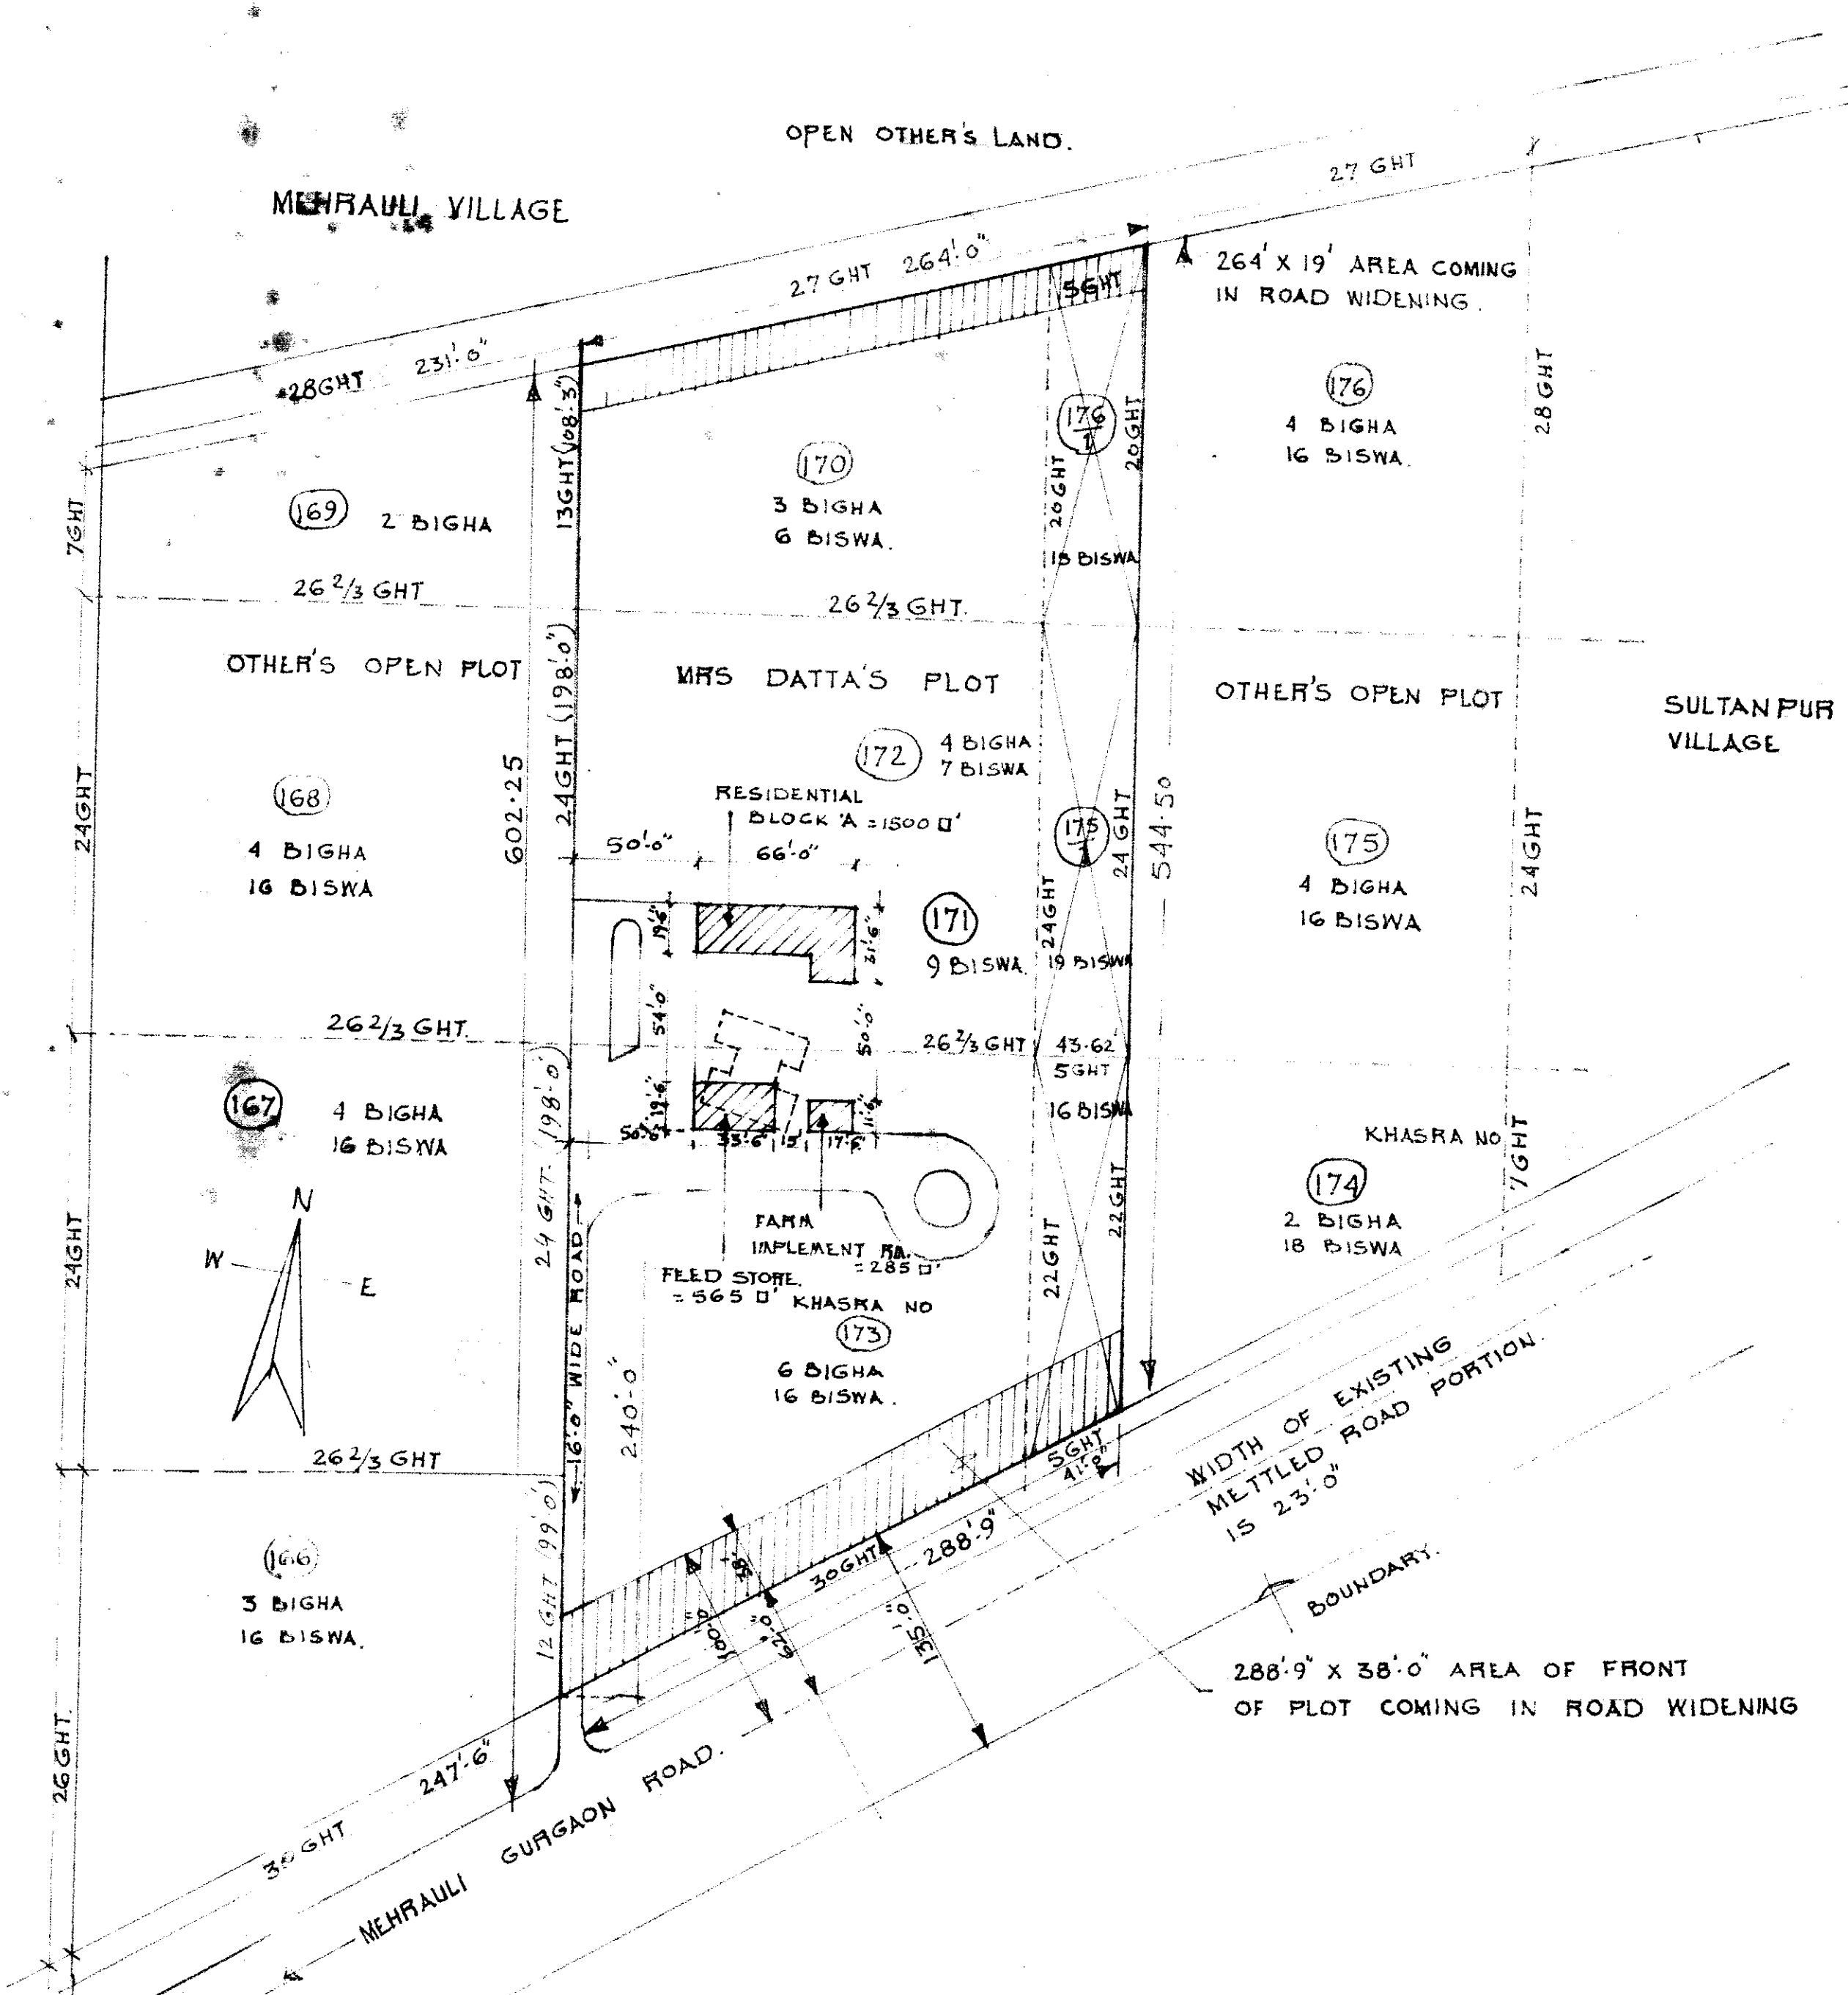 OPEN OTHER'S LAND.
MEHRAULI VILLAGE
27 GHT
27 GHT 264'.0"
5GHT
264' X 19' AREA COMING
IN ROAD WIDENING.
28GHT 231'.0"
13GHT(108'.3")
176/1
20GHT
20GHT
176
4 BIGHA
16 BISWA.
28GHT
7GHT
169 2 BIGHA
170
3 BIGHA
6 BISWA.
18 BISWA
26 2/3 GHT
26 2/3 GHT.
OTHER'S OPEN PLOT
MRS DATTA'S PLOT
OTHER'S OPEN PLOT
SULTANPUR
VILLAGE
24GHT (198'.0")
602.25
172
4 BIGHA
7 BISWA
24GHT
168
4 BIGHA
16 BISWA
RESIDENTIAL
BLOCK 'A' =1500 □'
50'.0"
66'.0"
175/1
24 GHT
544.50
175
4 BIGHA
16 BISWA
24GHT
19'.6"
31'.6"
171
9 BISWA.
24GHT
19 BISWA
54'.0"
50'.0"
26 2/3 GHT.
26 2/3 GHT
43.62
5GHT
167
4 BIGHA
16 BISWA
24 GHT. (198'.0")
19'.6"
11'.6"
50'.6"
33'.6"
15'
17'.6"
16 BISWA
KHASRA NO
174
2 BIGHA
18 BISWA
7GHT
N
W
E
24GHT
FARM
IMPLEMENT RM.
=285 □'
FEED STORE.
=565 □'
KHASRA NO
173
6 BIGHA
16 BISWA.
22GHT
22GHT
16'.0" WIDE ROAD
240'.0"
26 2/3 GHT
12 GHT (99'.0")
166
3 BIGHA
16 BISWA.
26GHT.
5GHT
30GHT
288'.9"
38'
100'.0"
62'.0"
135'.0"
WIDTH OF EXISTING
METTLED ROAD PORTION.
IS 23'.0"
BOUNDARY.
288'.9" X 38'.0" AREA OF FRONT
OF PLOT COMING IN ROAD WIDENING
247'.6"
30 GHT
MEHRAULI GURGAON ROAD.